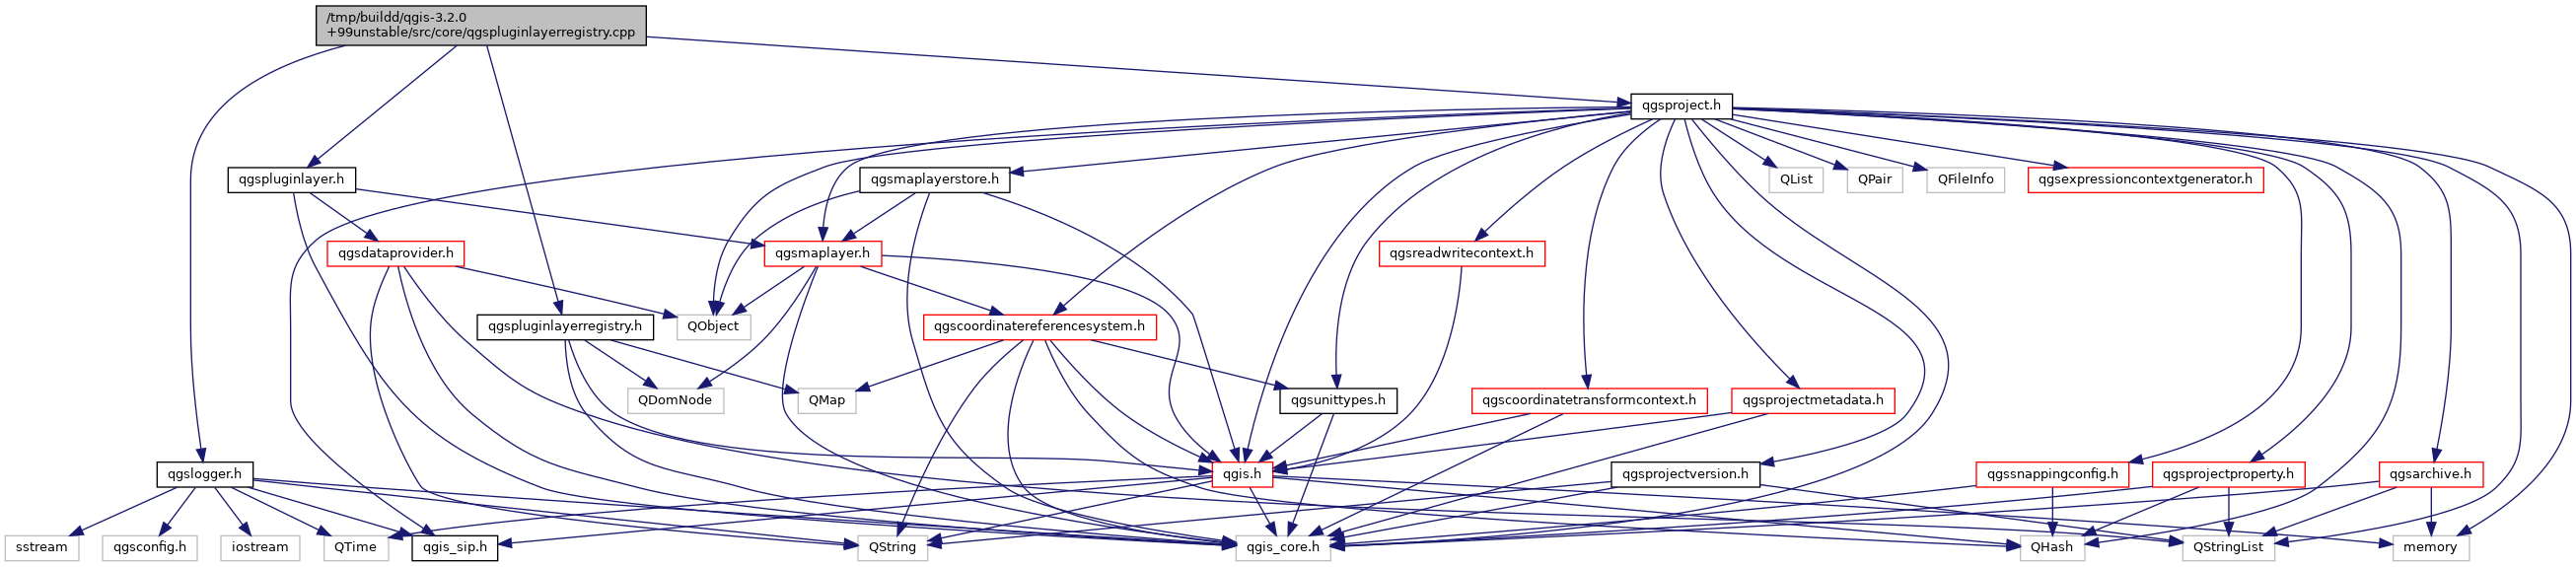 /tmp/buildd/qgis-3.2.0
+99unstable/src/core/qgspluginlayerregistry.cpp
qgsproject.h
qgspluginlayer.h
qgsmaplayerstore.h
QList
QPair
QFileInfo
qgsexpressioncontextgenerator.h
qgsdataprovider.h
qgsmaplayer.h
qgsreadwritecontext.h
qgspluginlayerregistry.h
QObject
qgscoordinatereferencesystem.h
QDomNode
QMap
qgsunittypes.h
qgscoordinatetransformcontext.h
qgsprojectmetadata.h
qgslogger.h
qgis.h
qgsprojectversion.h
qgssnappingconfig.h
qgsprojectproperty.h
qgsarchive.h
sstream
qgsconfig.h
iostream
QTime
qgis_sip.h
QString
qgis_core.h
QHash
QStringList
memory